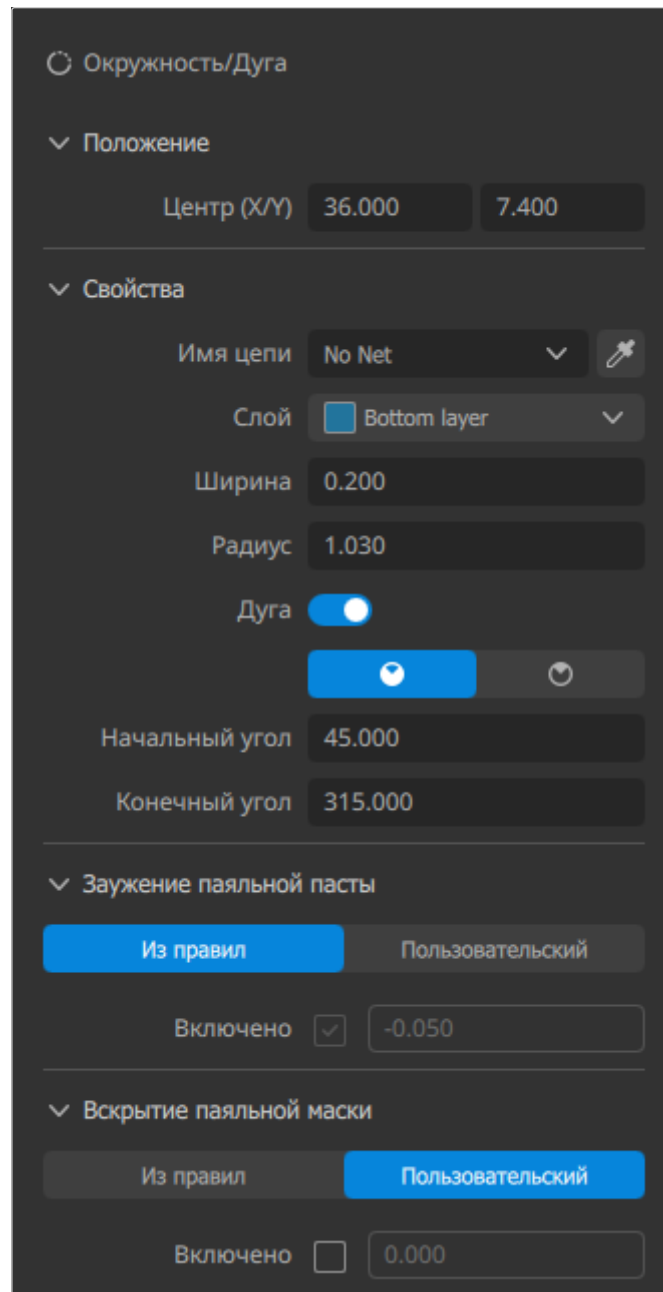 Окружность/Дуга
Положение
Центр (X/Y) 36.000 7.400
Свойства
Имя цепи No Net
Слой Bottom layer
Ширина 0.200
Радиус 1.030
Дуга
Начальный угол 45.000
Конечный угол 315.000
Заужение паяльной пасты
Из правил Пользовательский
Включено -0.050
Вскрытие паяльной маски
Из правил Пользовательский
Включено 0.000